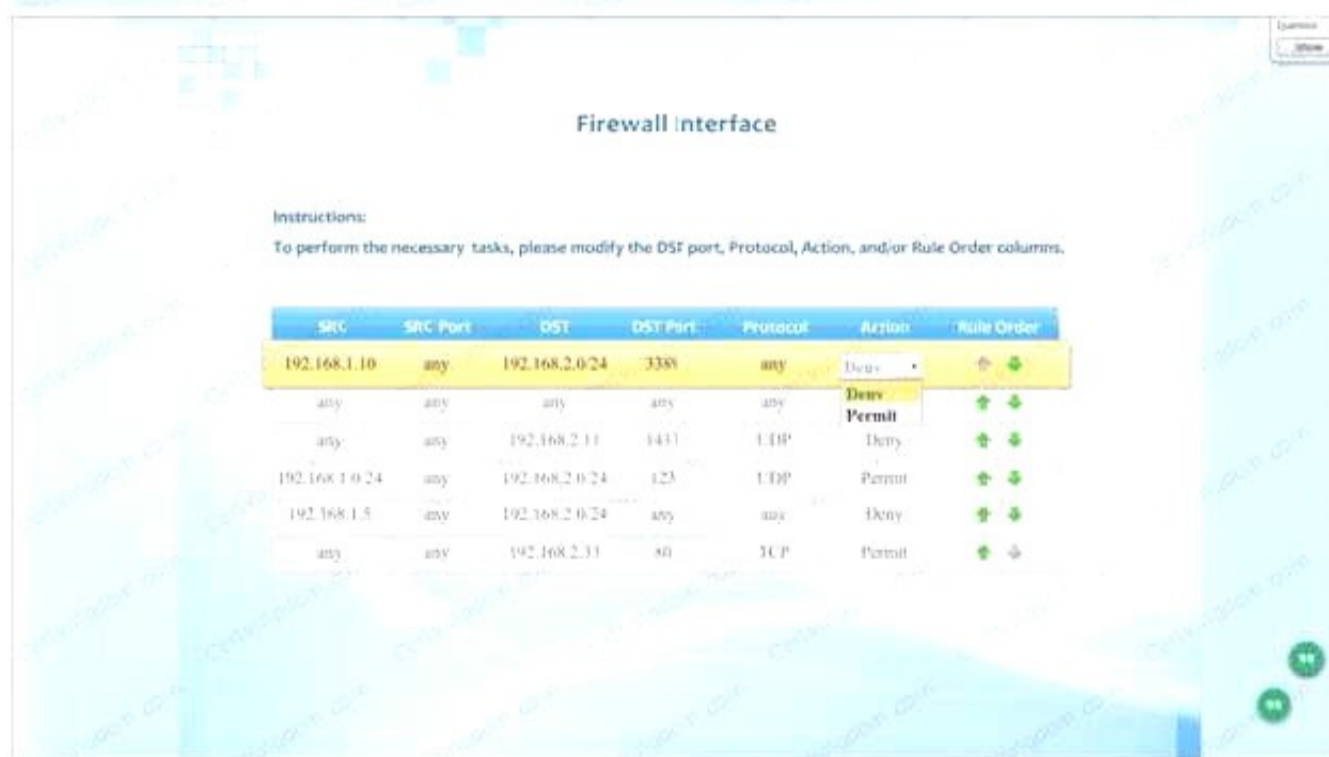 Show
Firewall Interface
Instructions:
To perform the necessary tasks, please modify the DST port, Protocol, Action, and/or Rule Order columns.
SRC SRC Port DST DST Port Protocol Action Rule Order
192.168.1.10 any 192.168.2.0/24 3389 any Deny
Deny
Permit
any any any any any
any any 192.168.2.11 UDP Deny
192.168.1.0/24 any 192.168.2.0/24 123 UDP Permit
192.168.1.5 any 192.168.2.0/24 any any Deny
any any 192.168.2.33 80 TCP Permit